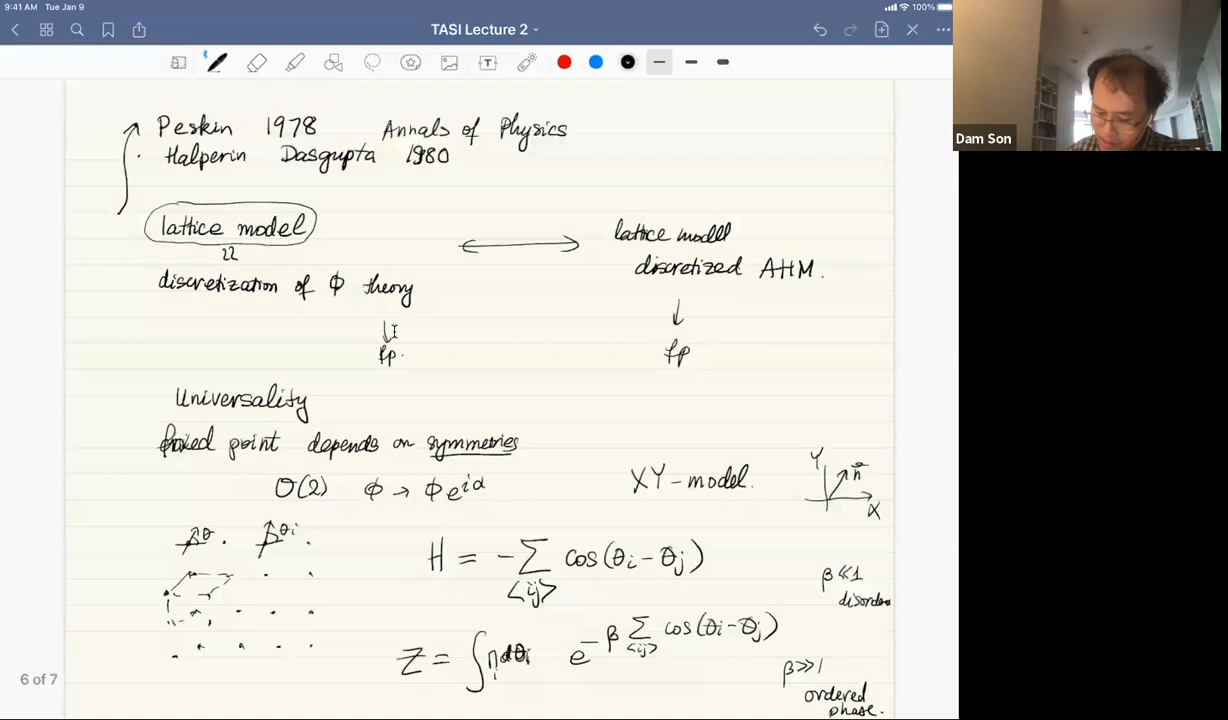 9:41 AM Tue Jan 9
100%
TASI Lecture 2
Dam Son
Peskin 1978 Annals of Physics
Halperin Dasgupta 1980
lattice model
discretization of ϕ theory
↓
fp.
⟷
lattice model
discretized AHM.
↓
fp
Universality
fixed point depends on symmetries
O(2) ϕ → ϕ e^{iα}
XY-model.
Y
n⃗
X
θ
θ_i
H = - ∑_{<ij>} cos(θ_i - θ_j)
β ≪ 1
disorder
Z = ∫ ∏_i dθ_i e^{-β ∑_{<ij>} cos(θ_i - θ_j)}
β ≫ 1
ordered
phase.
6 of 7